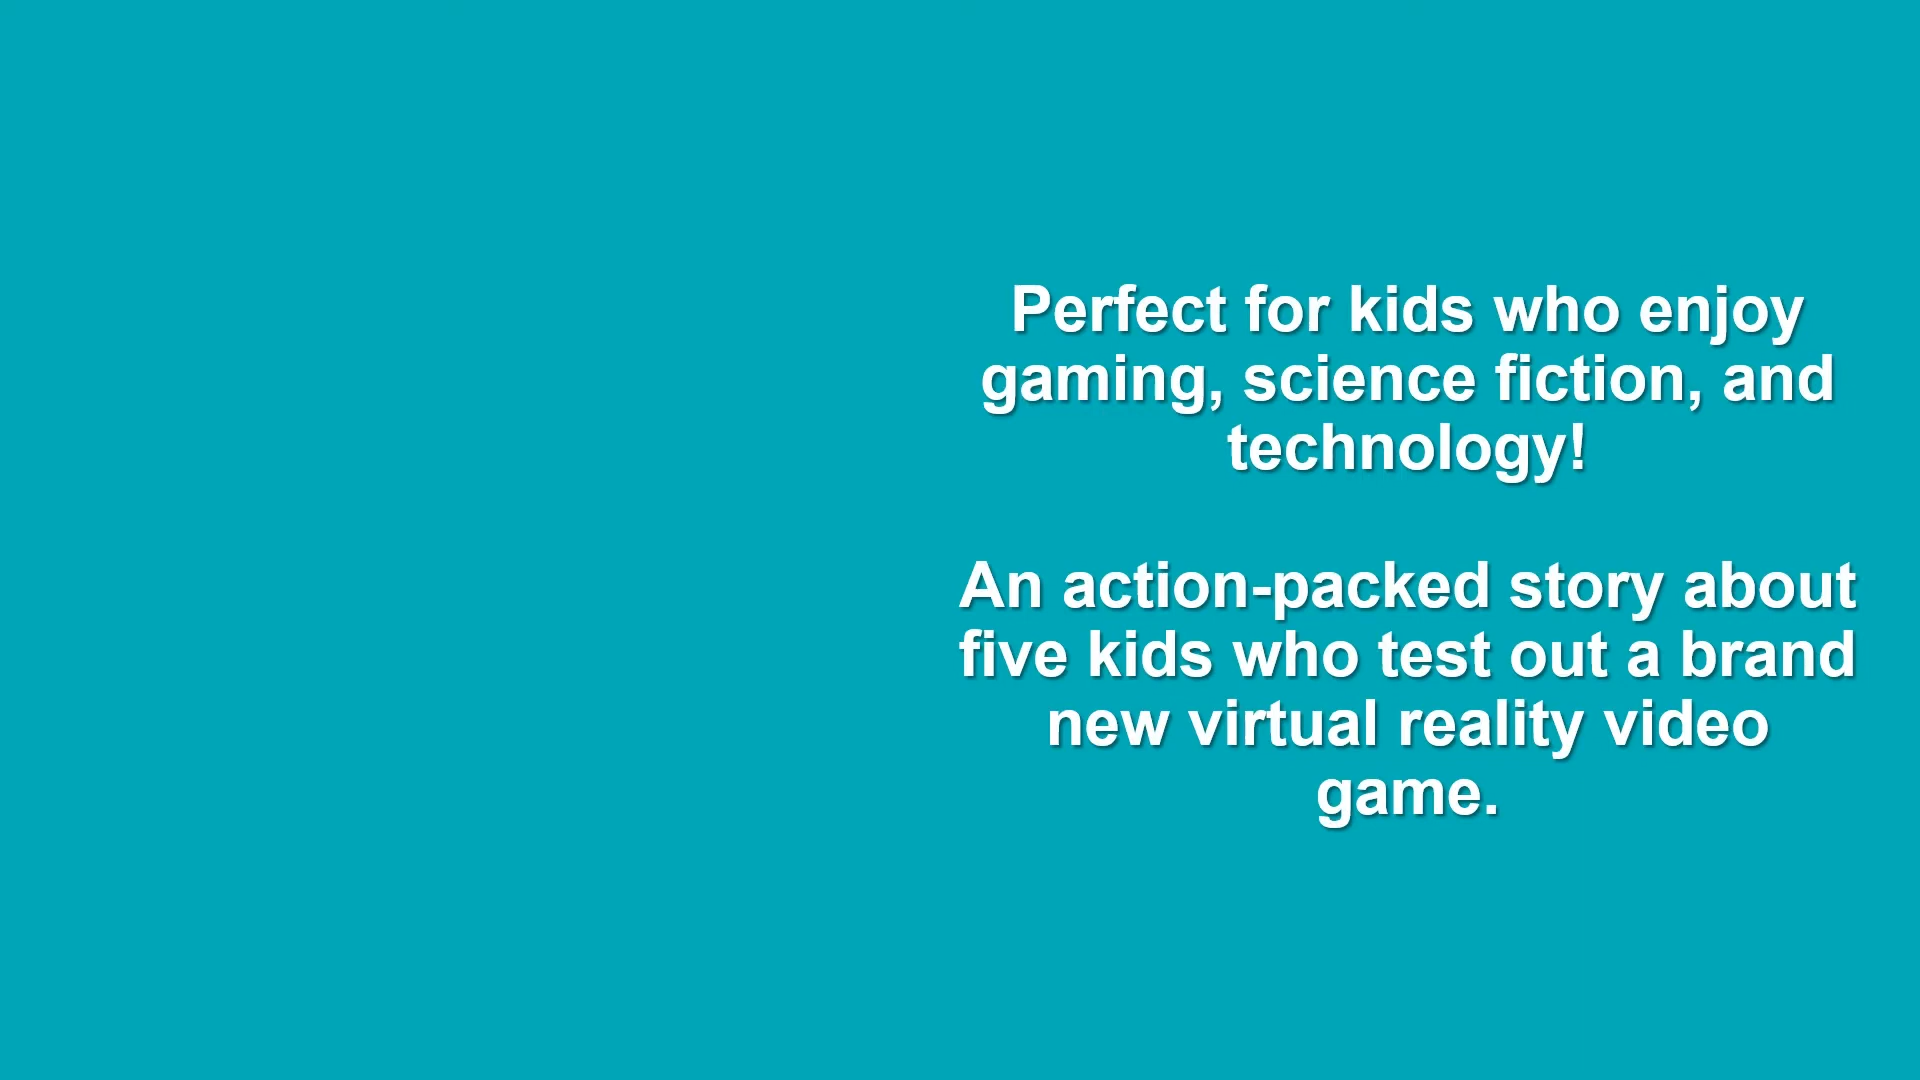 Perfect for kids who enjoy
gaming, science fiction, and
technology!
An action-packed story about
five kids who test out a brand
new virtual reality video
game.